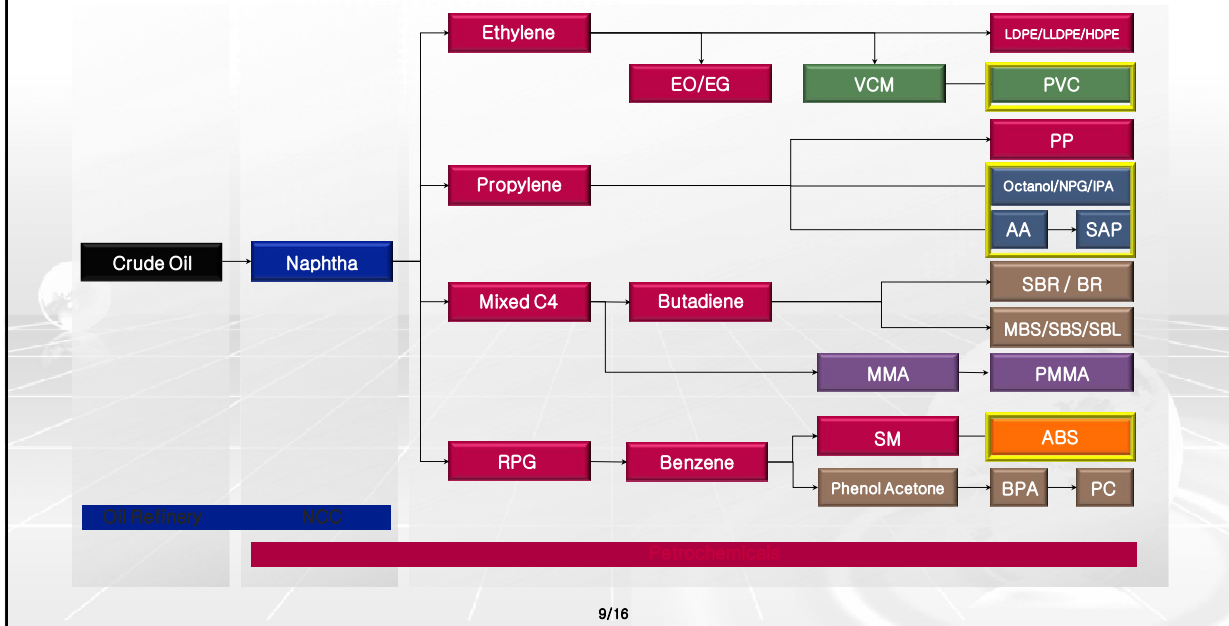 Ethylene
LDPE/LLDPE/HDPE
EO/EG
VCM
PVC
PP
Propylene
Octanol/NPG/IPA
AA
SAP
Crude Oil
Naphtha
SBR / BR
Mixed C4
Butadiene
MBS/SBS/SBL
MMA
PMMA
SM
ABS
RPG
Benzene
Phenol Acetone
BPA
PC
Oil Refinery
NCC
Petrochemicals
9/16